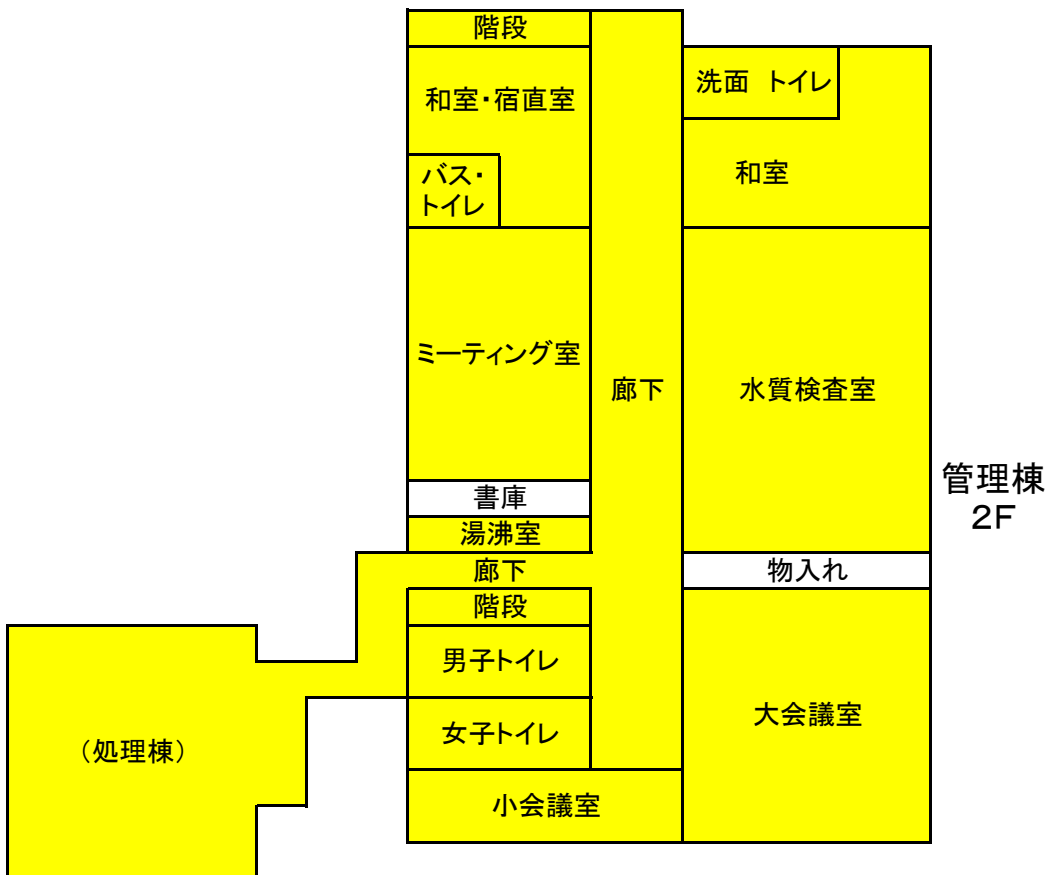 階段
和室・宿直室
バス・
トイレ
洗面 トイレ
和室
ミーティング室
廊下
水質検査室
管理棟
2F
書庫
湯沸室
廊下
物入れ
階段
男子トイレ
女子トイレ
大会議室
(処理棟)
小会議室